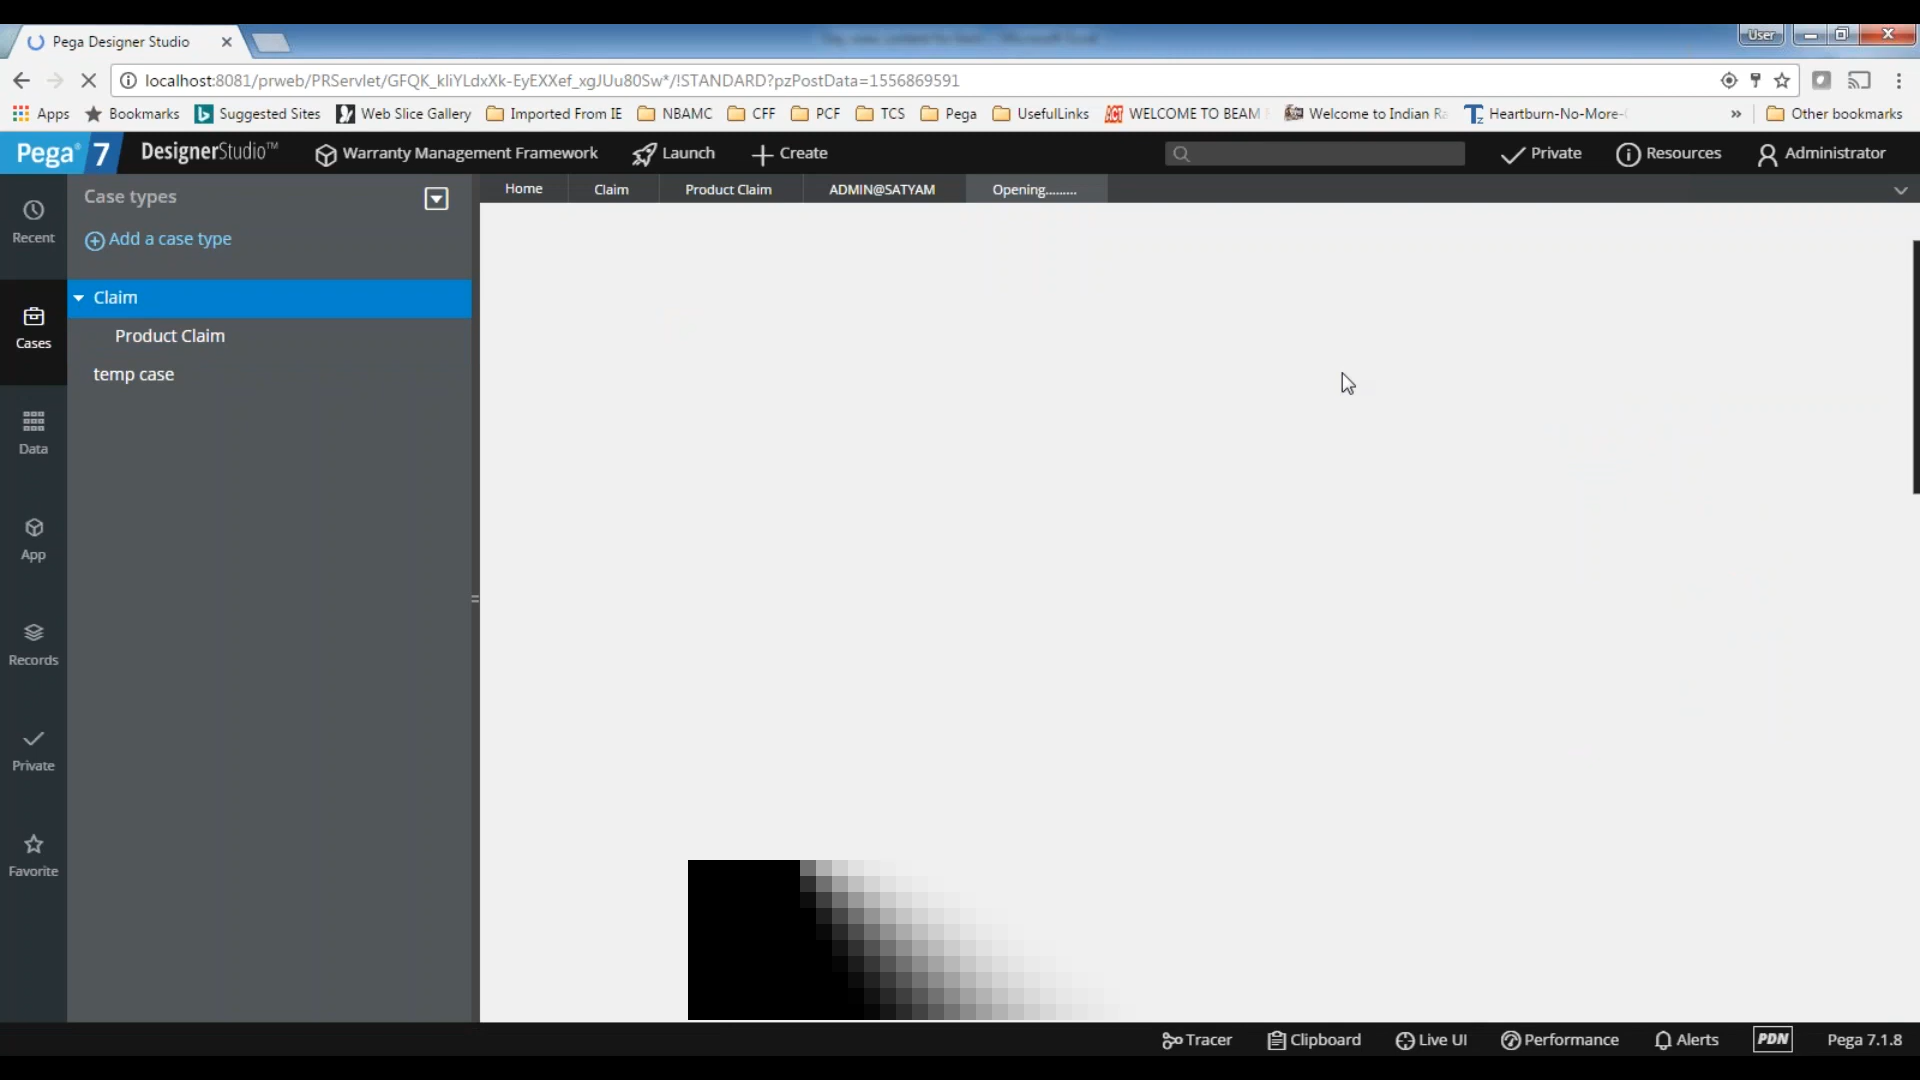 Pega Designer Studio
User
localhost:8081/prweb/PRServlet/GFQK_kliYLdxXk-EyEXXef_xgJUu80Sw*/!STANDARD?pzPostData=1556869591
Apps Bookmarks Suggested Sites Web Slice Gallery Imported From IE NBAMC CFF PCF TCS Pega UsefulLinks WELCOME TO BEAM Welcome to Indian Ra Heartburn-No-More- » Other bookmarks
Pega 7 DesignerStudio™ Warranty Management Framework Launch Create Private Resources Administrator
Home Claim Product Claim ADMIN@SATYAM Opening.........
Case types
Add a case type
Claim
Product Claim
temp case
Recent
Cases
Data
App
Records
Private
Favorite
Tracer Clipboard Live UI Performance Alerts PDN Pega 7.1.8